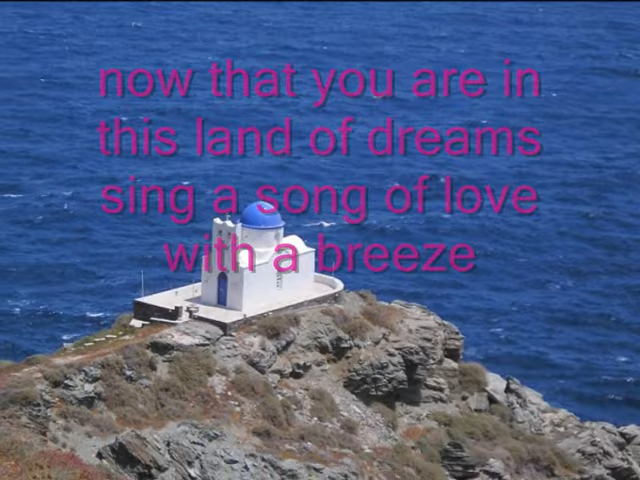 now that you are in
this land of dreams
sing a song of love
with a breeze